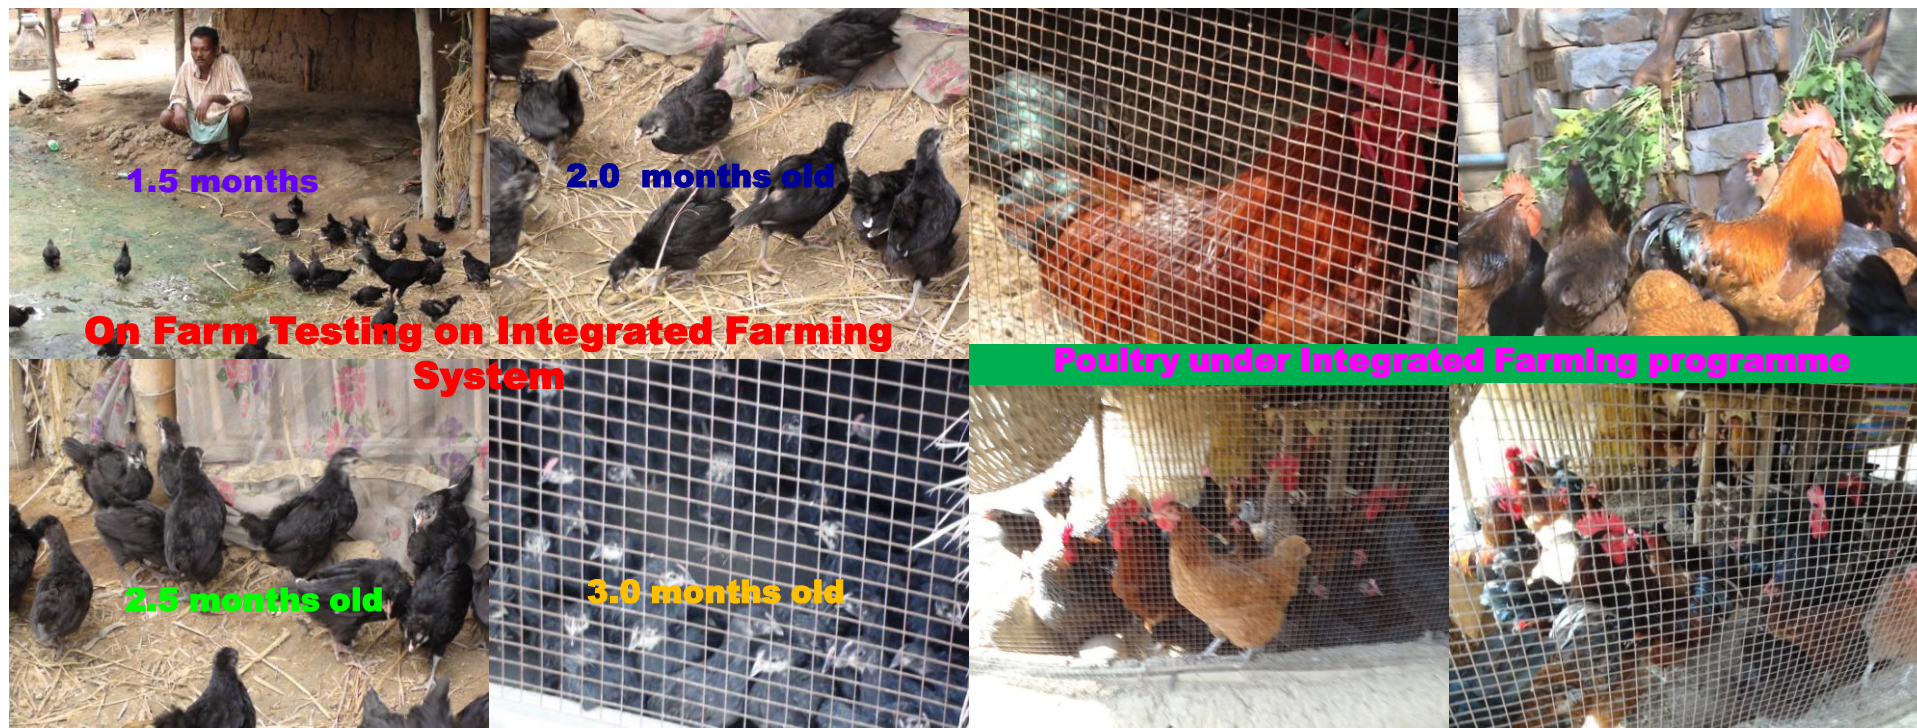 1.5 months
2.0 months old
On Farm Testing on Integrated Farming
System
2.5 months old
3.0 months old
Poultry under Integrated Farming programme